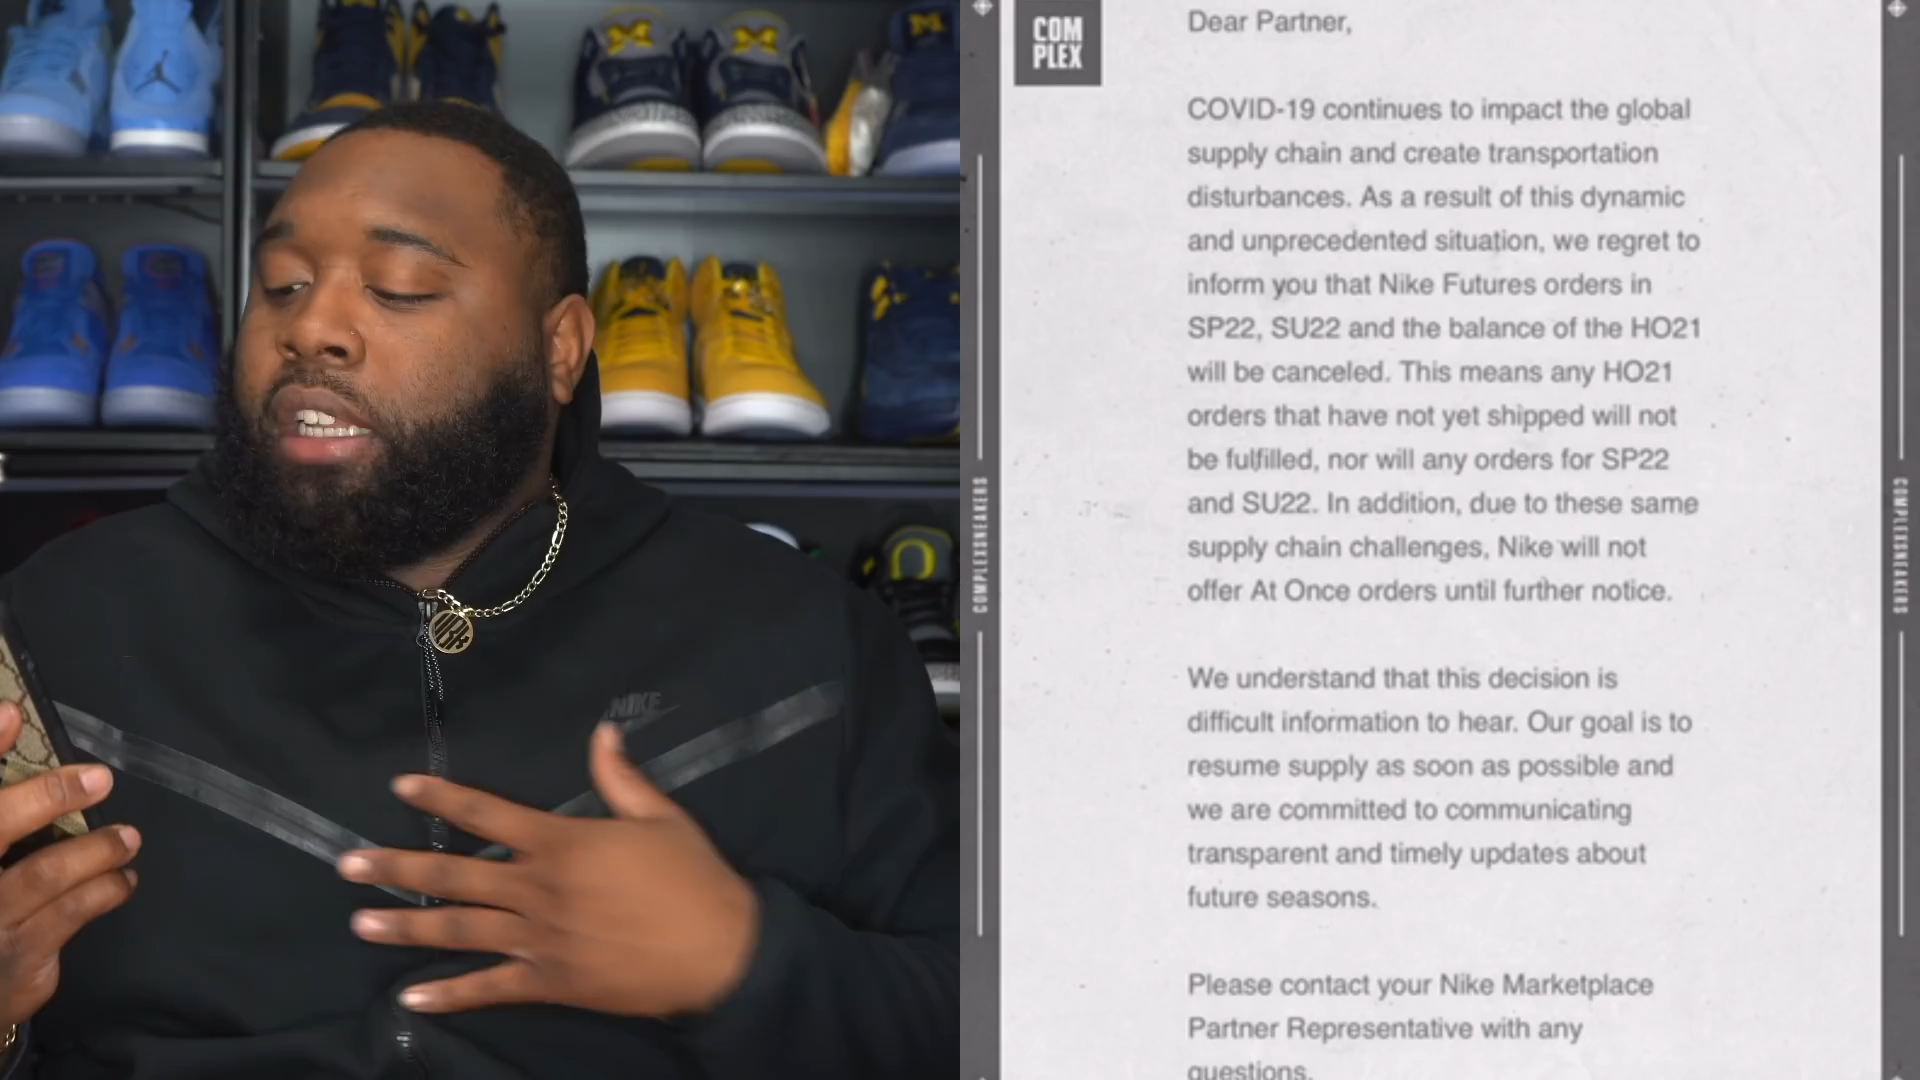 COM
PLEX
Dear Partner,
COVID-19 continues to impact the global
supply chain and create transportation
disturbances. As a result of this dynamic
and unprecedented situation, we regret to
inform you that Nike Futures orders in
SP22, SU22 and the balance of the HO21
will be canceled. This means any HO21
orders that have not yet shipped will not
be fulfilled, nor will any orders for SP22
and SU22. In addition, due to these same
supply chain challenges, Nike will not
offer At Once orders until further notice.
We understand that this decision is
difficult information to hear. Our goal is to
resume supply as soon as possible and
we are committed to communicating
transparent and timely updates about
future seasons.
Please contact your Nike Marketplace
Partner Representative with any
questions.
COMPLEXSNEAKERS
COMPLEXSNEAKERS
NIKE
M
M
M
O